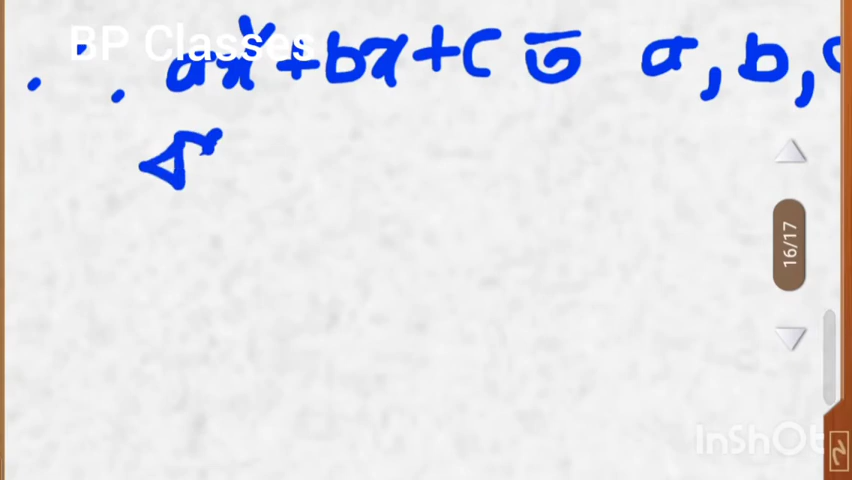 BP Classes
∴ ax²+bx+c ও a, b, c
16/17
InShOt